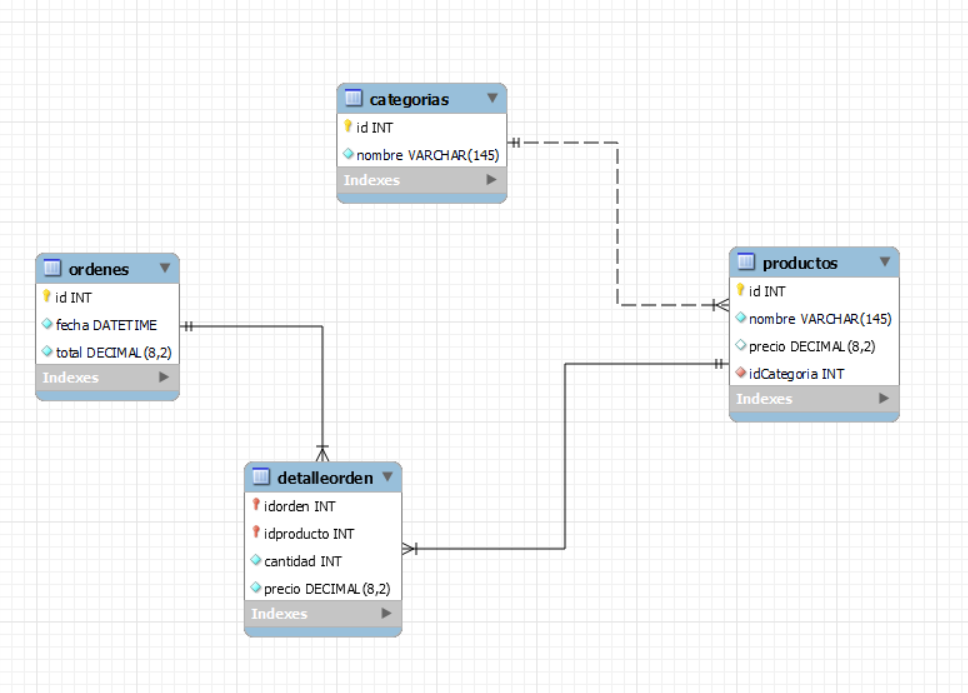 categorias
id INT
nombre VARCHAR(145)
Indexes
ordenes
id INT
fecha DATETIME
total DECIMAL(8,2)
Indexes
productos
id INT
nombre VARCHAR(145)
precio DECIMAL(8,2)
idCategoria INT
Indexes
detalleorden
idorden INT
idproducto INT
cantidad INT
precio DECIMAL(8,2)
Indexes